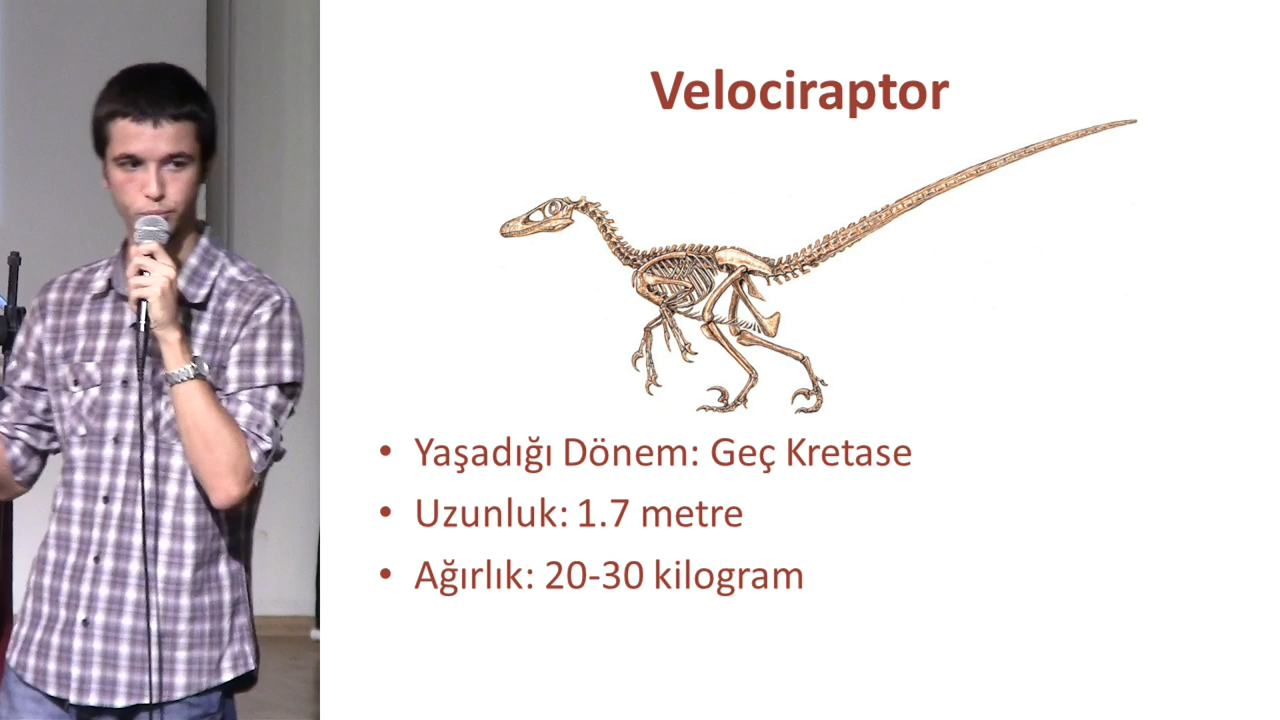 Velociraptor
• Yaşadığı Dönem: Geç Kretase
• Uzunluk: 1.7 metre
• Ağırlık: 20-30 kilogram